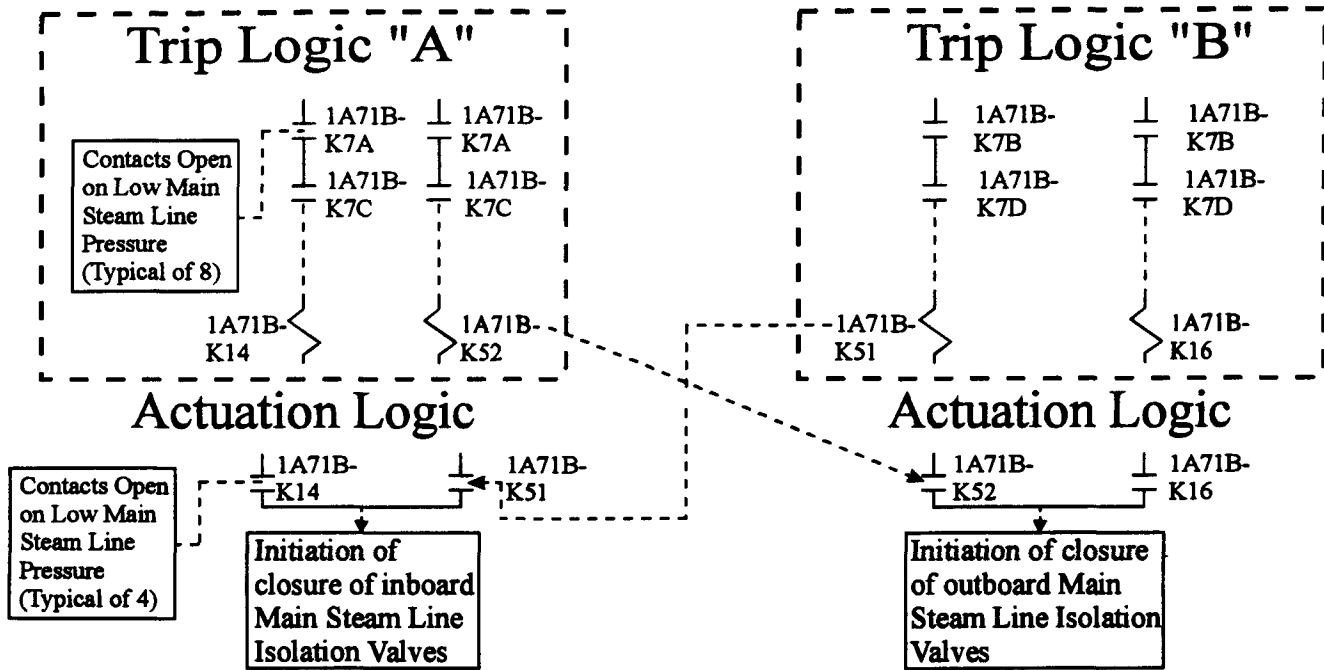 Trip Logic "A"
1A71B-
K7A
1A71B-
K7A
Contacts Open
on Low Main
Steam Line
Pressure
(Typical of 8)
1A71B-
K7C
1A71B-
K7C
1A71B-
K14
1A71B-
K52
Trip Logic "B"
1A71B-
K7B
1A71B-
K7B
1A71B-
K7D
1A71B-
K7D
1A71B-
K51
1A71B-
K16
Actuation Logic
1A71B-
K14
1A71B-
K51
Contacts Open
on Low Main
Steam Line
Pressure
(Typical of 4)
Initiation of
closure of inboard
Main Steam Line
Isolation Valves
Actuation Logic
1A71B-
K52
1A71B-
K16
Initiation of closure
of outboard Main
Steam Line Isolation
Valves